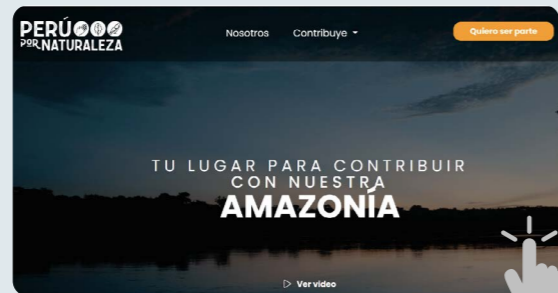 PERÚ
POR NATURALEZA
Nosotros Contribuye
Quiero ser parte
TU LUGAR PARA CONTRIBUIR
CON NUESTRA
AMAZONÍA
Ver video